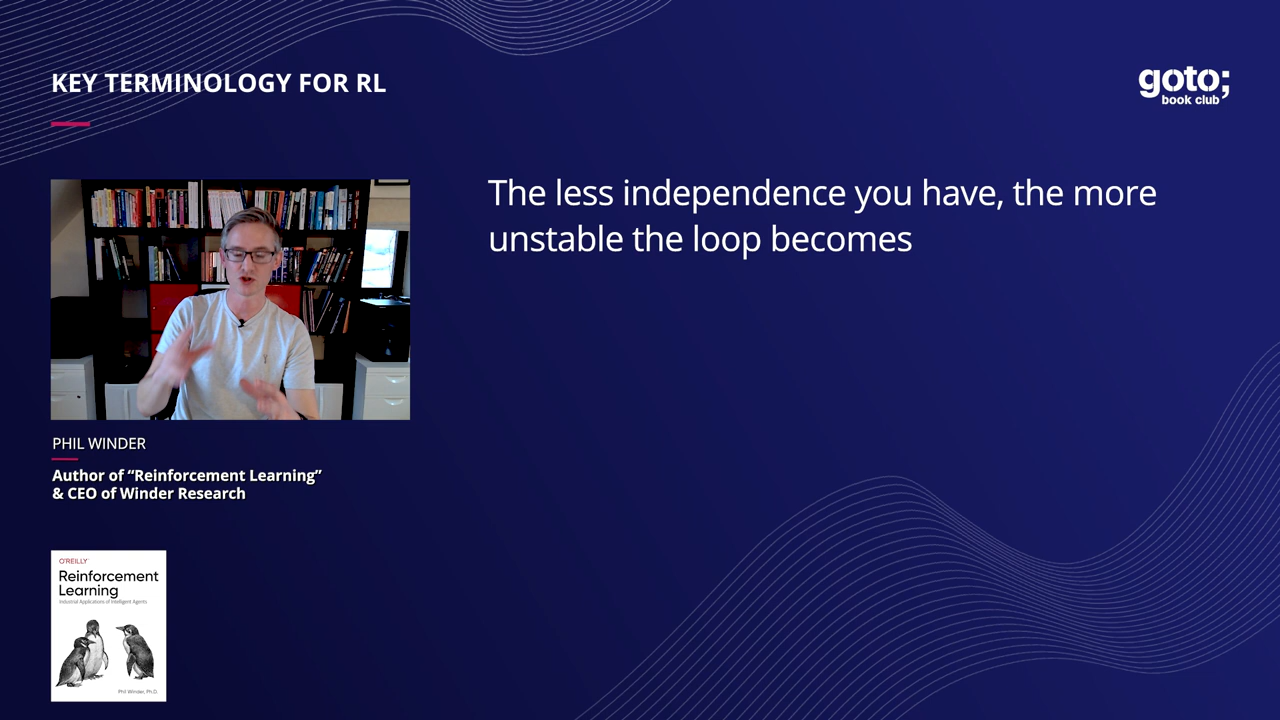 KEY TERMINOLOGY FOR RL
goto;
book club
The less independence you have, the more
unstable the loop becomes
PHIL WINDER
Author of “Reinforcement Learning”
& CEO of Winder Research
O'REILLY
Reinforcement
Learning
Industrial Applications of Intelligent Agents
Phil Winder, Ph.D.